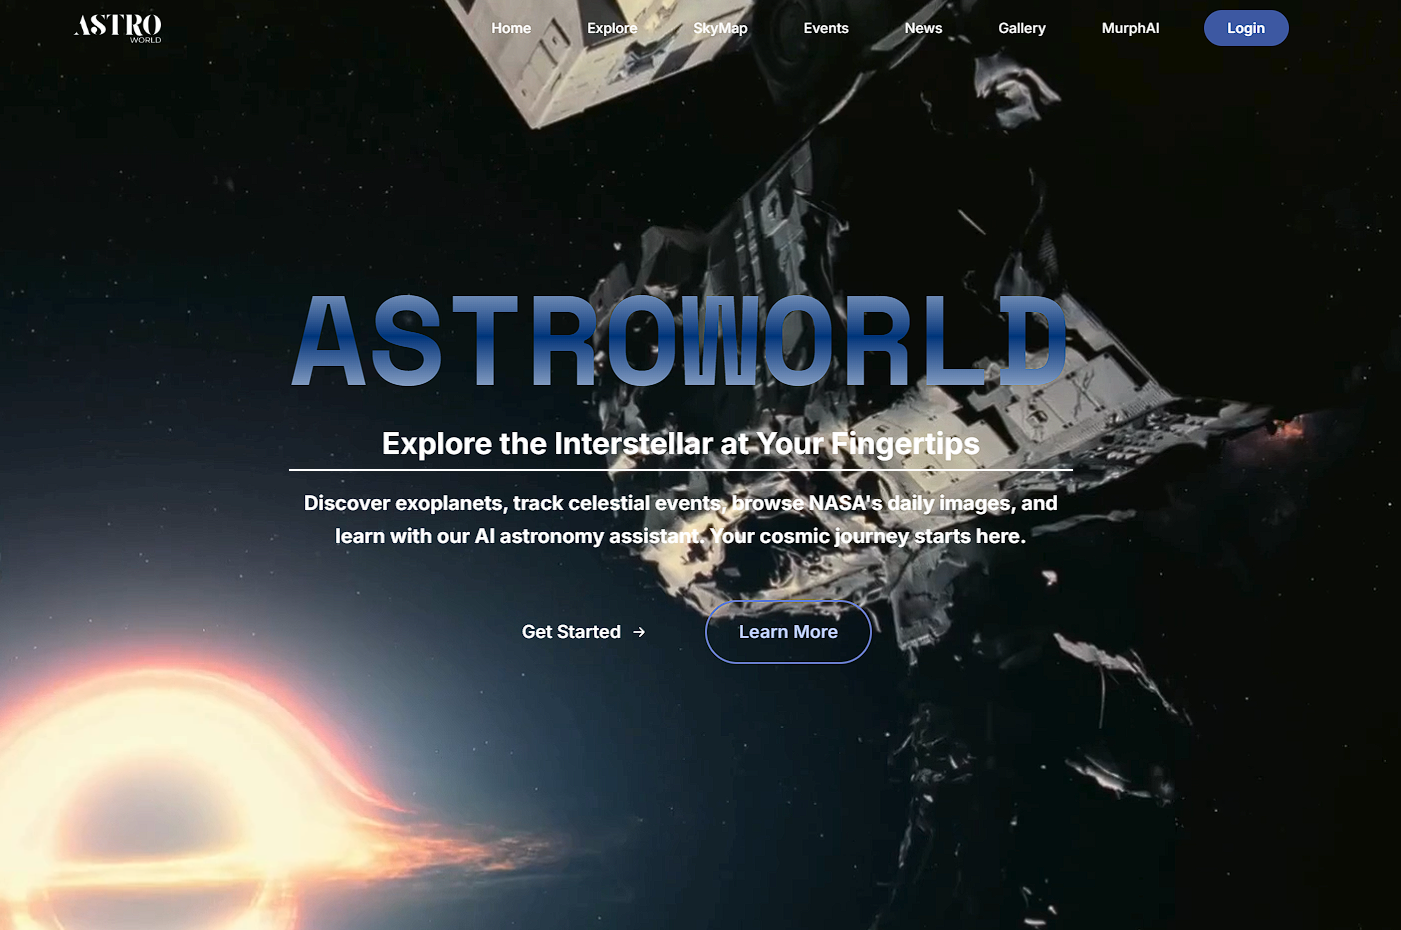 ASTRO
WORLD
Home
Explore
SkyMap
Events
News
Gallery
MurphAI
Login
ASTROWORLD
Explore the Interstellar at Your Fingertips
Discover exoplanets, track celestial events, browse NASA's daily images, and
learn with our AI astronomy assistant. Your cosmic journey starts here.
Get Started →
Learn More